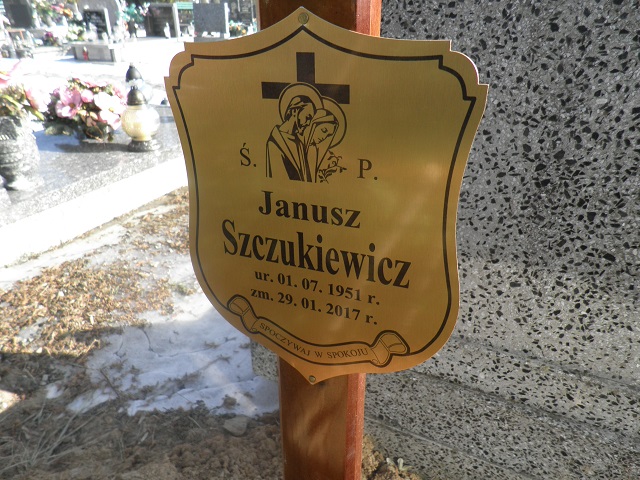 Ś. P.
Janusz
Szczukiewicz
ur. 01. 07. 1951 r.
zm. 29. 01. 2017 r.
SPOCZYWAJ W SPOKOJU